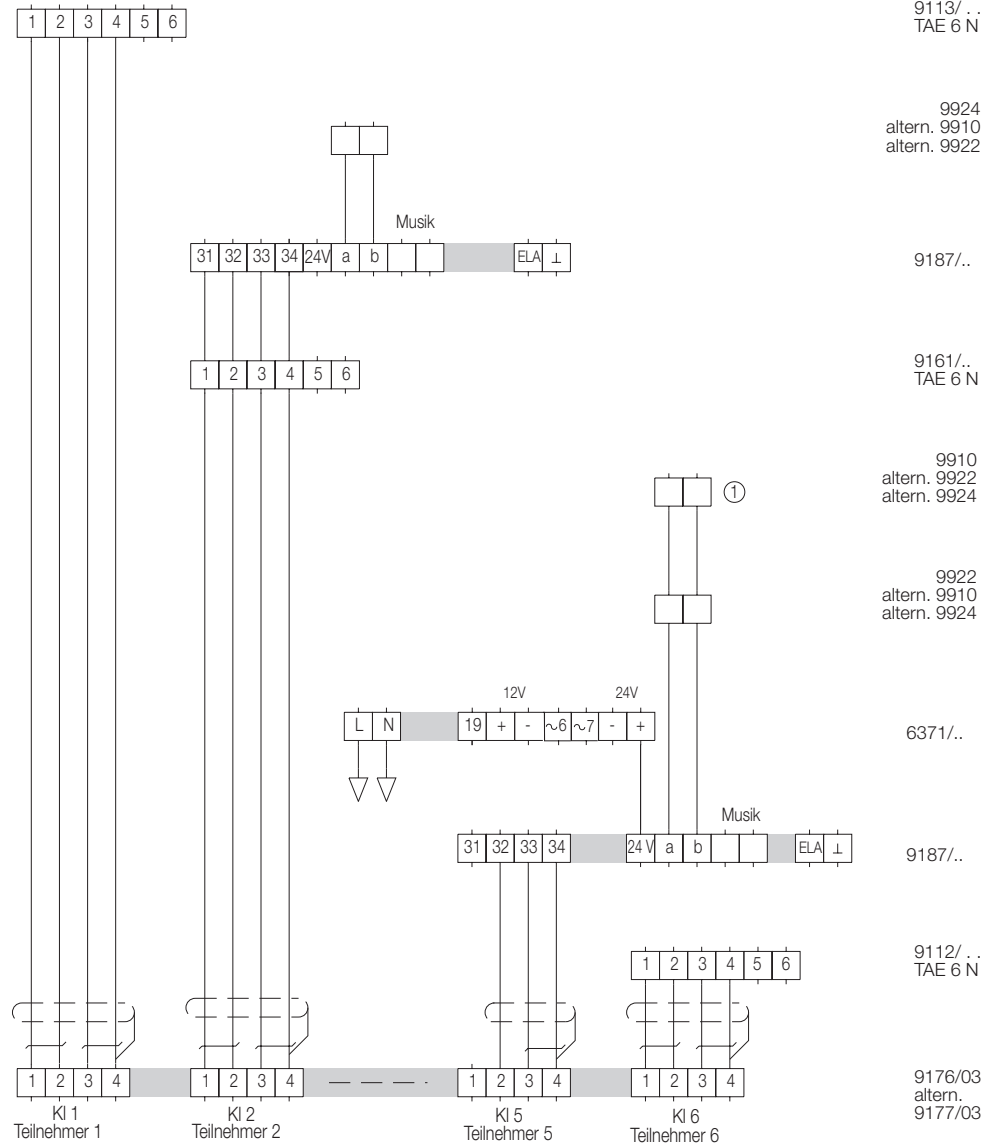 1 2 3 4 5 6
9113/ . .
TAE 6 N
9924
altern. 9910
altern. 9922
Musik
31 32 33 34 24V a b ELA ⊥
9187/..
1 2 3 4 5 6
9161/..
TAE 6 N
9910
altern. 9922
altern. 9924
1
9922
altern. 9910
altern. 9924
12V 24V
L N 19 + - ~6 ~7 - +
6371/..
Musik
31 32 33 34 24 V a b ELA ⊥
9187/..
1 2 3 4 5 6
9112/ . .
TAE 6 N
1 2 3 4 1 2 3 4 1 2 3 4 1 2 3 4
9176/03
altern.
9177/03
Kl 1
Teilnehmer 1
Kl 2
Teilnehmer 2
Kl 5
Teilnehmer 5
Kl 6
Teilnehmer 6